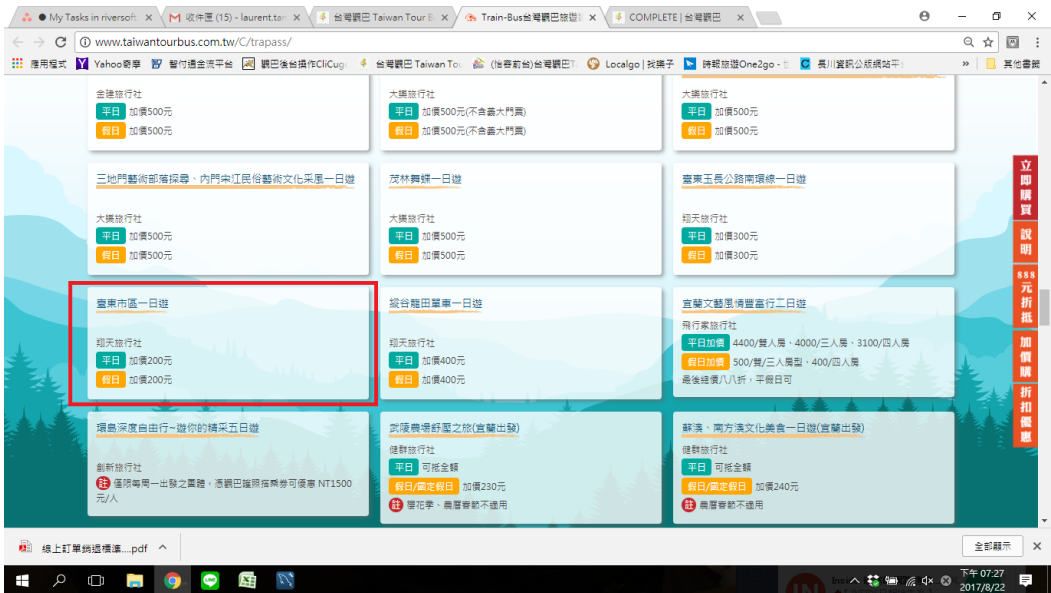 My Tasks in riversoft
收件匣 (15) - laurent.tan
台灣觀巴 Taiwan Tour B
Train-Bus台灣觀巴旅遊
COMPLETE | 台灣觀巴
www.taiwantourbus.com.tw/C/trapass/
應用程式
Yahoo奇摩
智付通金流平台
觀巴後台操作CliCug
台灣觀巴 Taiwan To
(怡容前台)台灣觀巴T
Localgo | 找樂子
時報旅遊One2go -
長川資訊公版網站平
»
其他書籤
金建旅行社
平日 加價500元
假日 加價500元
大樂旅行社
平日 加價500元(不含義大門票)
假日 加價500元(不含義大門票)
大樂旅行社
平日 加價500元
假日 加價500元
三地門藝術部落探尋、內門宋江民俗藝術文化采風一日遊
大樂旅行社
平日 加價500元
假日 加價500元
茂林舞蝶一日遊
大樂旅行社
平日 加價500元
假日 加價500元
臺東玉長公路南環線一日遊
翔天旅行社
平日 加價300元
假日 加價300元
臺東市區一日遊
翔天旅行社
平日 加價200元
假日 加價200元
縱谷龍田單車一日遊
翔天旅行社
平日 加價400元
假日 加價400元
宜蘭文藝風情豐富行二日遊
飛行家旅行社
平日加價 4400/雙人房、4000/三人房、3100/四人房
假日加價 500/雙/三人房型、400/四人房
最後總價八八折，平假日可
環島深度自由行~遊你的精采五日遊
創新旅行社
註 僅限每周一出發之團體，憑觀巴護照搭乘券可優惠 NT1500
元/人
武陵農場舒壓之旅(宜蘭出發)
健群旅行社
平日 可抵全額
假日/固定假日 加價230元
註 櫻花季、農曆春節不適用
蘇澳、南方澳文化美食一日遊(宜蘭出發)
健群旅行社
平日 可抵全額
假日/固定假日 加價240元
註 農曆春節不適用
立即購買
說明
888元折抵
加價購
折扣優惠
線上訂單銷退標準....pdf
全部顯示
下午 07:27
2017/8/22